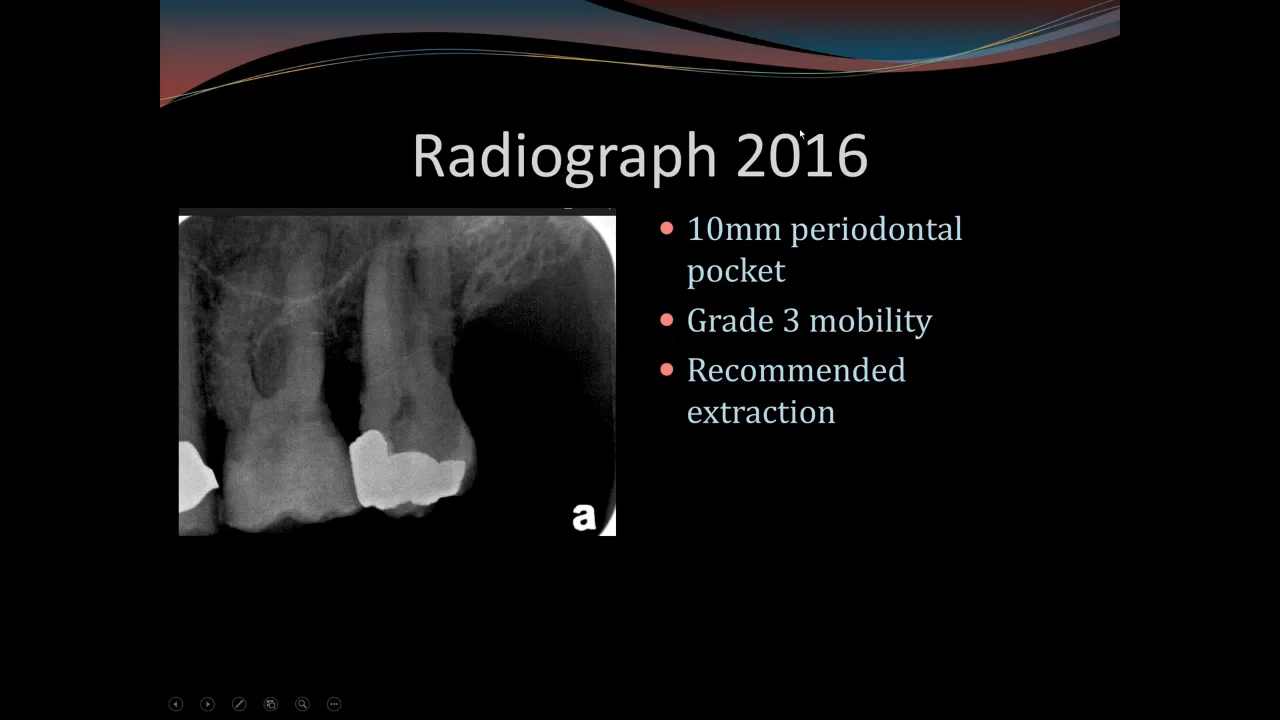 Radiograph 2016
10mm periodontal
pocket
Grade 3 mobility
Recommended
extraction
a